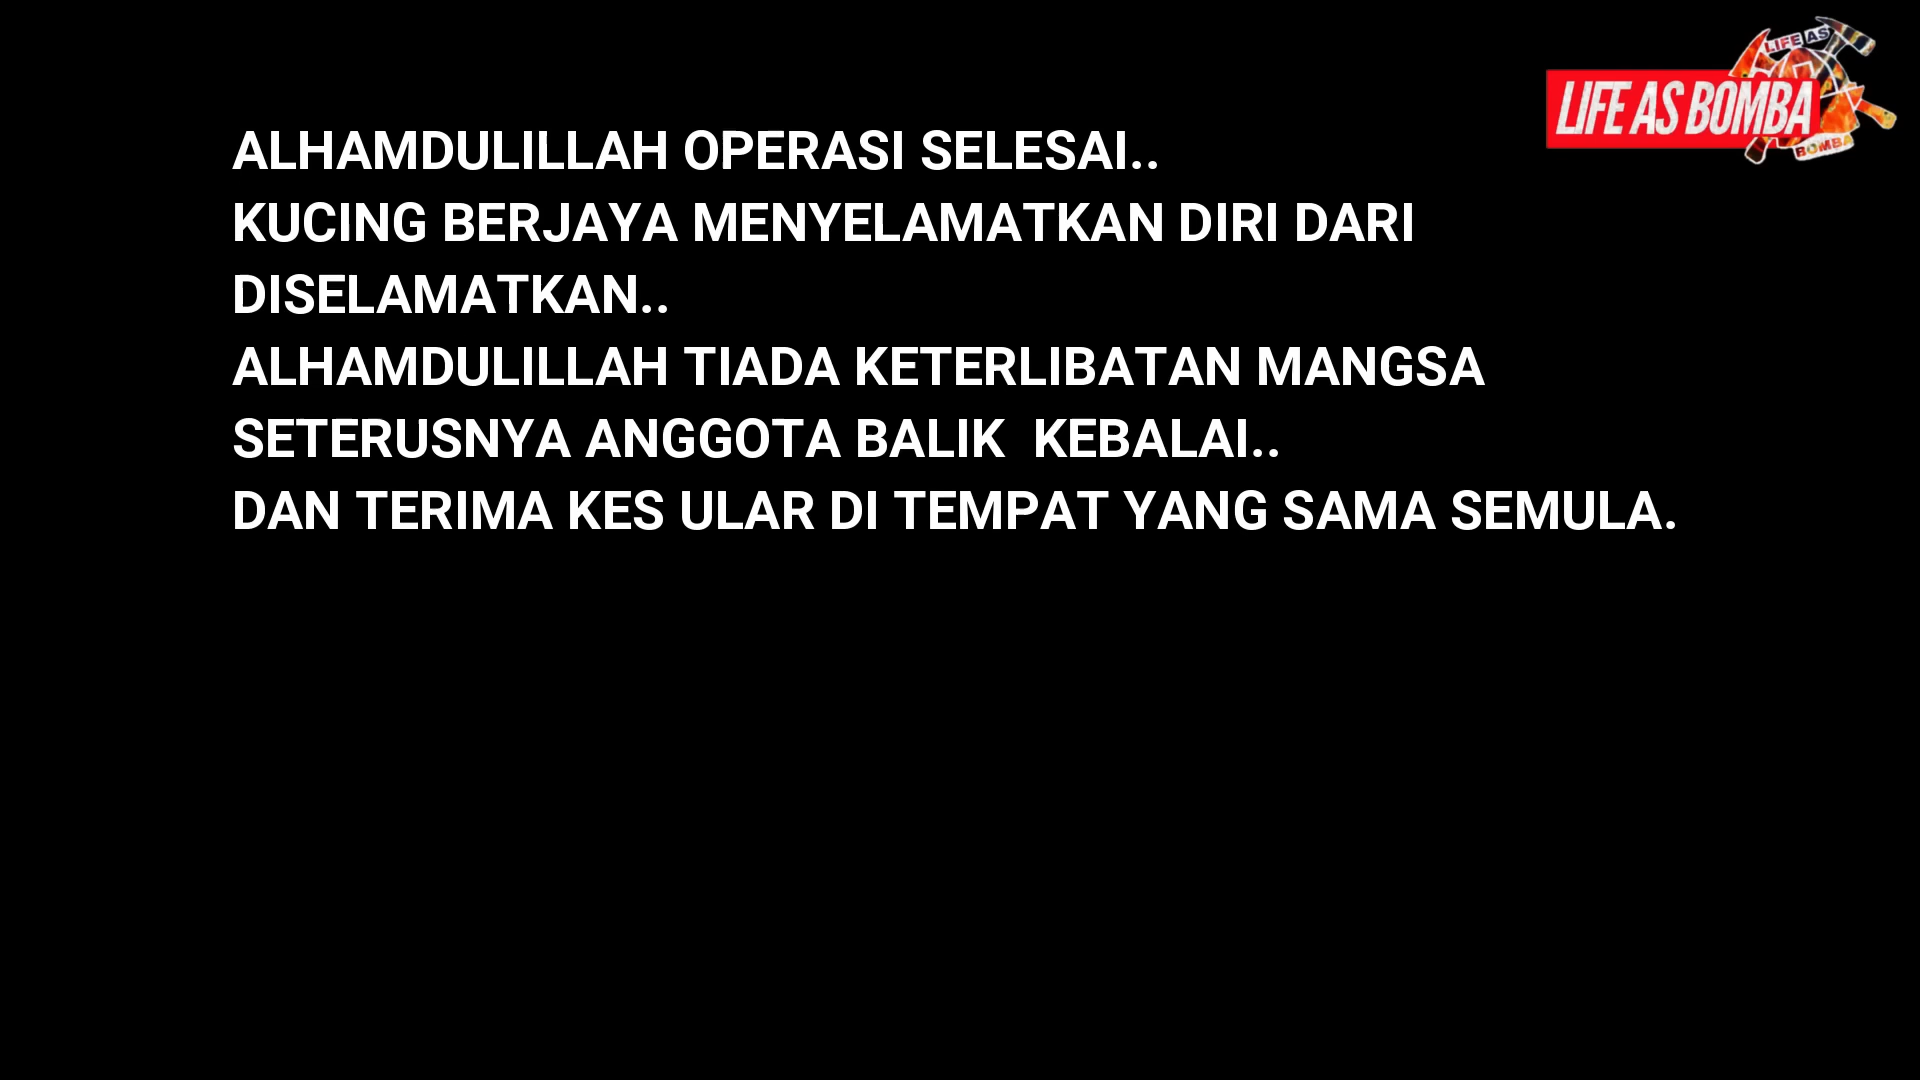 LIFE AS
LIFE AS BOMBA
BOMBA
ALHAMDULILLAH OPERASI SELESAI..
KUCING BERJAYA MENYELAMATKAN DIRI DARI
DISELAMATKAN..
ALHAMDULILLAH TIADA KETERLIBATAN MANGSA
SETERUSNYA ANGGOTA BALIK  KEBALAI..
DAN TERIMA KES ULAR DI TEMPAT YANG SAMA SEMULA.